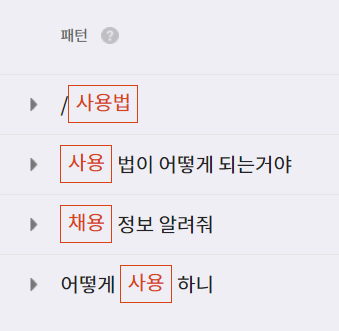 패턴 ?
/사용법
사용 법이 어떻게 되는거야
채용 정보 알려줘
어떻게 사용 하니